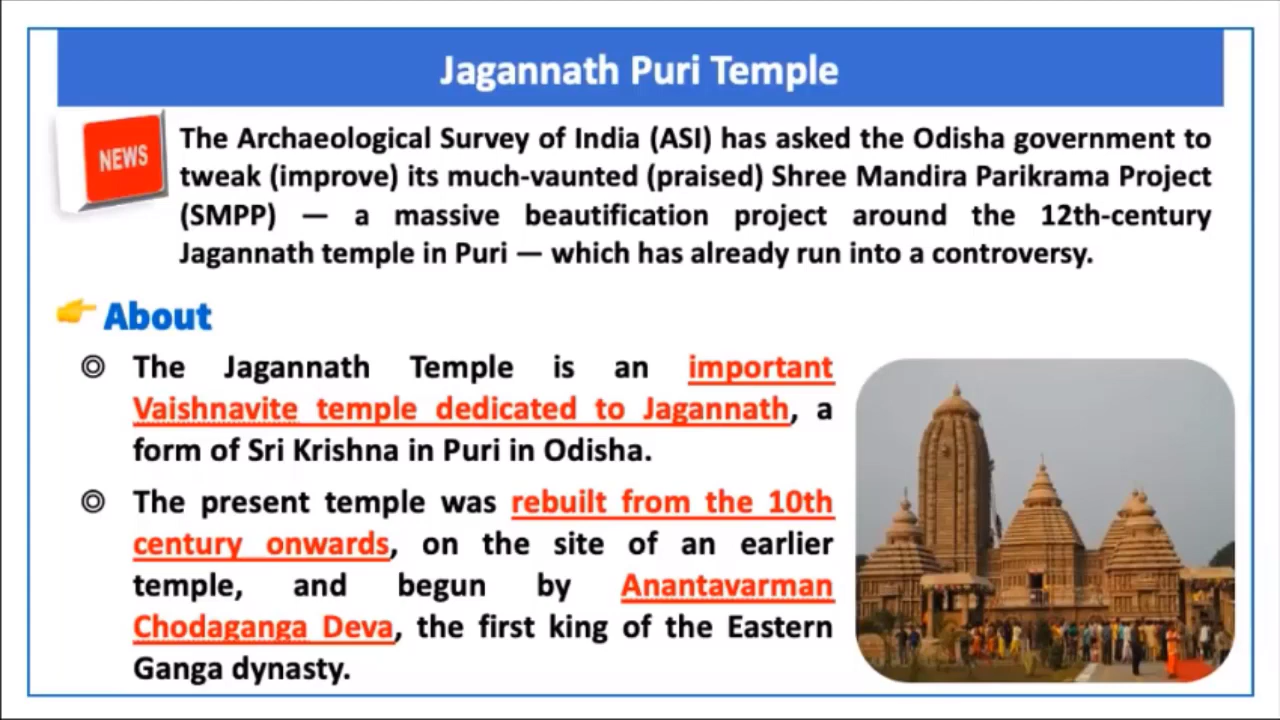 Jagannath Puri Temple
NEWS
The Archaeological Survey of India (ASI) has asked the Odisha government to
tweak (improve) its much-vaunted (praised) Shree Mandira Parikrama Project
(SMPP) — a massive beautification project around the 12th-century
Jagannath temple in Puri — which has already run into a controversy.
About
The Jagannath Temple is an important
Vaishnavite temple dedicated to Jagannath, a
form of Sri Krishna in Puri in Odisha.
The present temple was rebuilt from the 10th
century onwards, on the site of an earlier
temple, and begun by Anantavarman
Chodaganga Deva, the first king of the Eastern
Ganga dynasty.